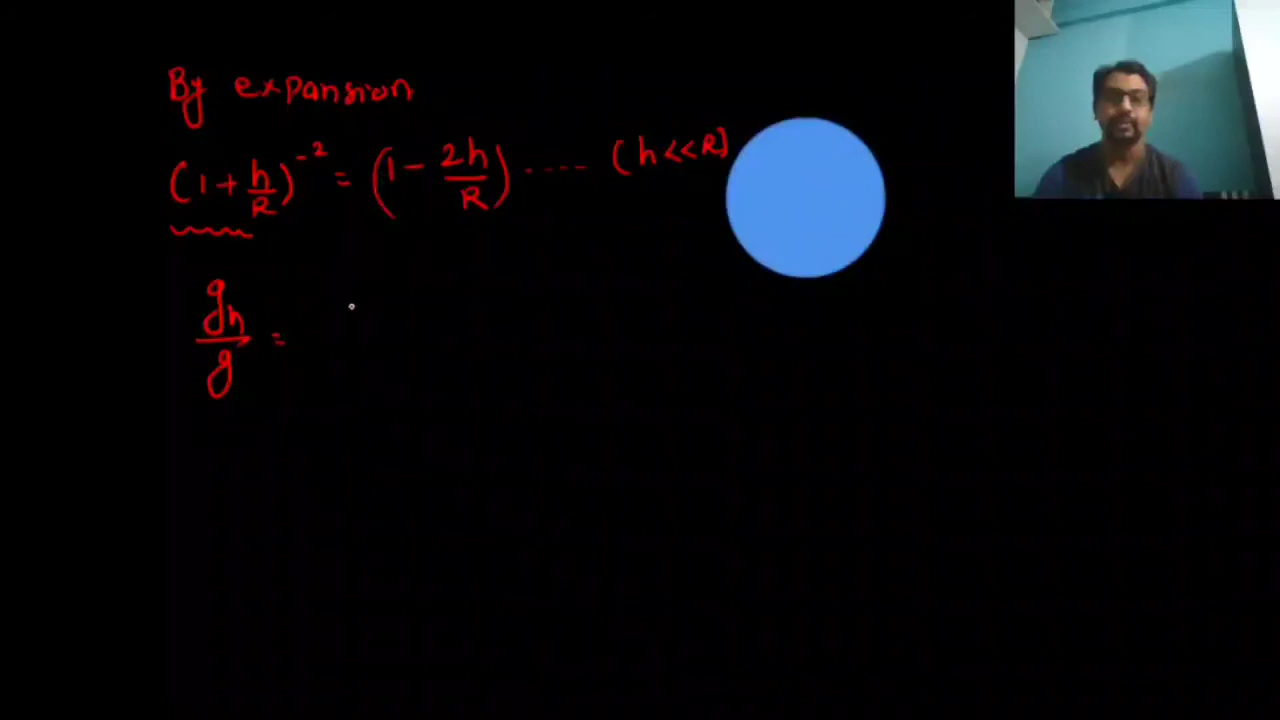 By expansion
(1 + h/R)^-2 = (1 - 2h/R) ..... (h<<R)
gh/g =